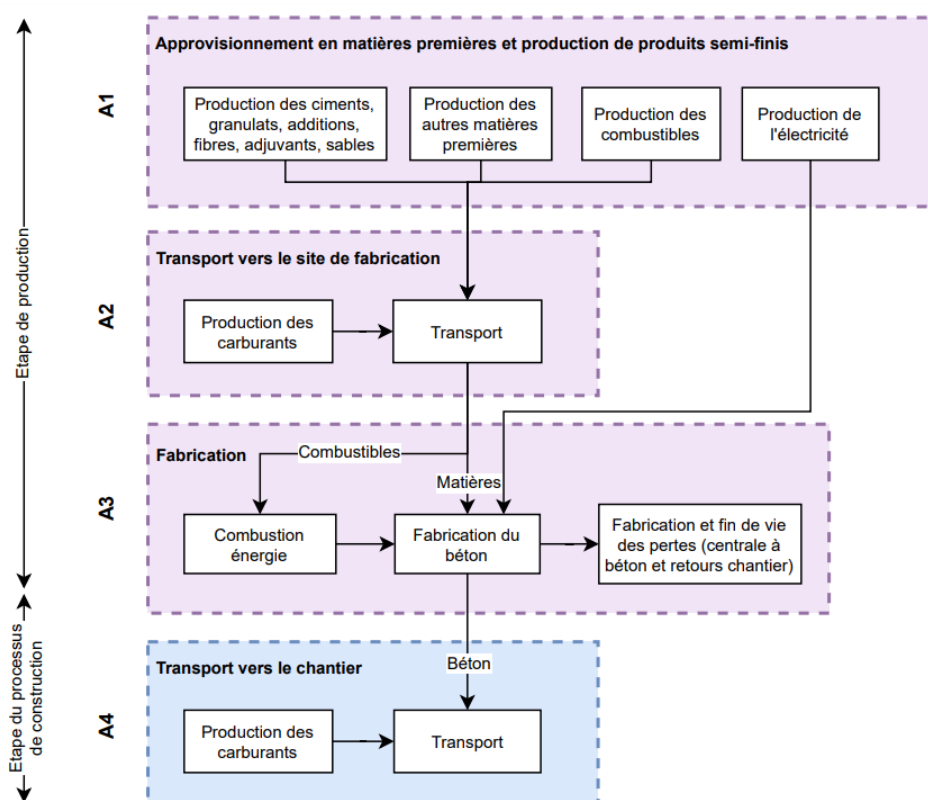 Approvisionnement en matières premières et production de produits semi-finis
A1
Production des ciments,
granulats, additions,
fibres, adjuvants, sables
Production des
autres matières
premières
Production des
combustibles
Production de
l'électricité
Etape de production
Transport vers le site de fabrication
A2
Production des
carburants
Transport
Fabrication
Combustibles
Matières
A3
Combustion
énergie
Fabrication du
béton
Fabrication et fin de vie
des pertes (centrale à
béton et retours chantier)
Etape du processus
de construction
Transport vers le chantier
Béton
A4
Production des
carburants
Transport